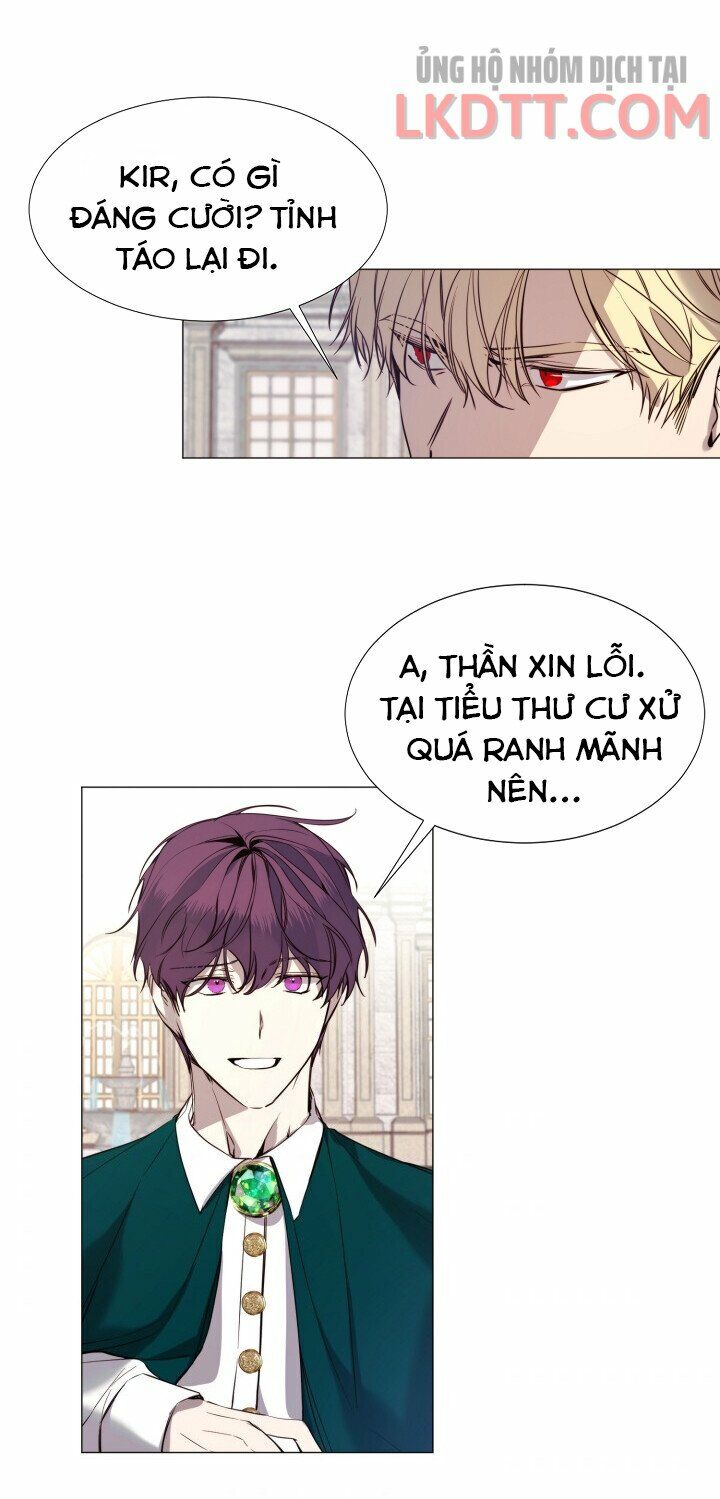 ỦNG HỘ NHÓM DỊCH TẠI
LKDTT.COM
KIR, CÓ GÌ
ĐÁNG CƯỜI? TỈNH
TÁO LẠI ĐI.
A, THẦN XIN LỖI.
TẠI TIỂU THƯ CƯ XỬ
QUÁ RANH MÃNH
NÊN...